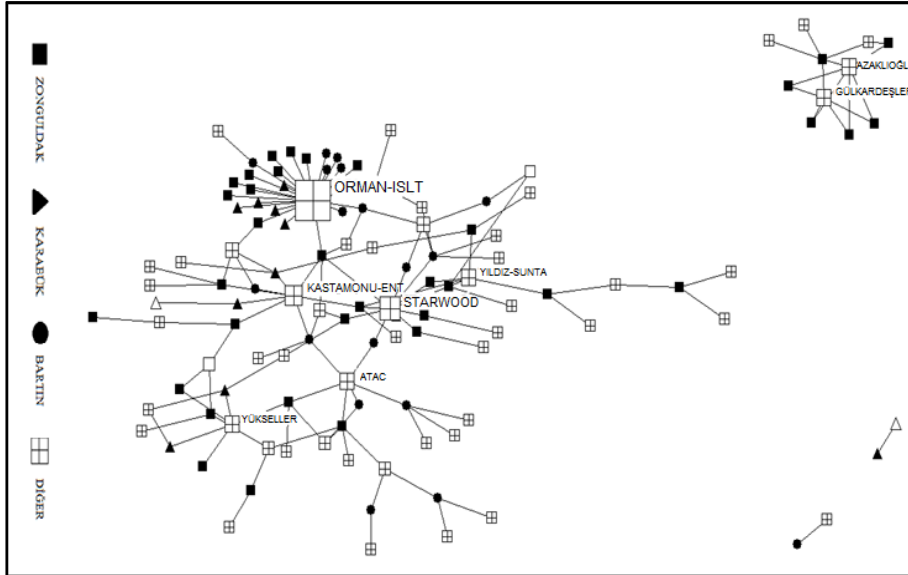 ZONGULDAK
KARABÜK
BARTIN
DİĞER
AZAKLIOĞL
GÜLKARDEŞLER
ORMAN-ISLT
YILDIZ-SUNTA
KASTAMONU-ENT
STARWOOD
ATAC
YÜKSELLER